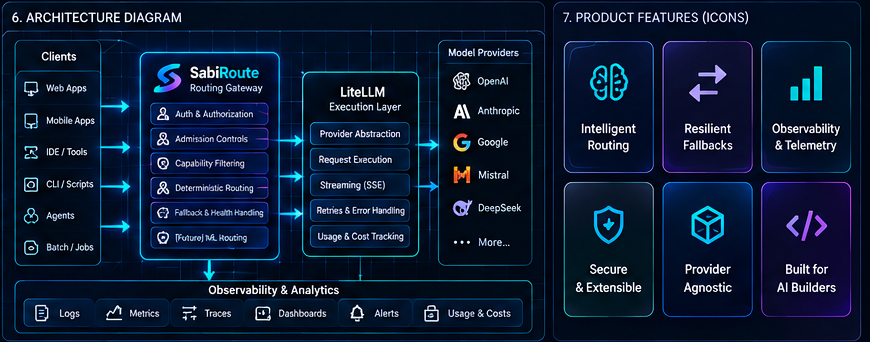 6. ARCHITECTURE DIAGRAM
Clients
Web Apps
Mobile Apps
IDE / Tools
CLI / Scripts
Agents
Batch / Jobs
SabiRoute
Routing Gateway
Auth & Authorization
Admission Controls
Capability Filtering
Deterministic Routing
Fallback & Health Handling
[Future] ML Routing
LiteLLM
Execution Layer
Provider Abstraction
Request Execution
Streaming (SSE)
Retries & Error Handling
Usage & Cost Tracking
Model Providers
OpenAI
Anthropic
Google
Mistral
DeepSeek
More...
Observability & Analytics
Logs
Metrics
Traces
Dashboards
Alerts
Usage & Costs
7. PRODUCT FEATURES (ICONS)
Intelligent
Routing
Resilient
Fallbacks
Observability
& Telemetry
Secure
& Extensible
Provider
Agnostic
Built for
AI Builders